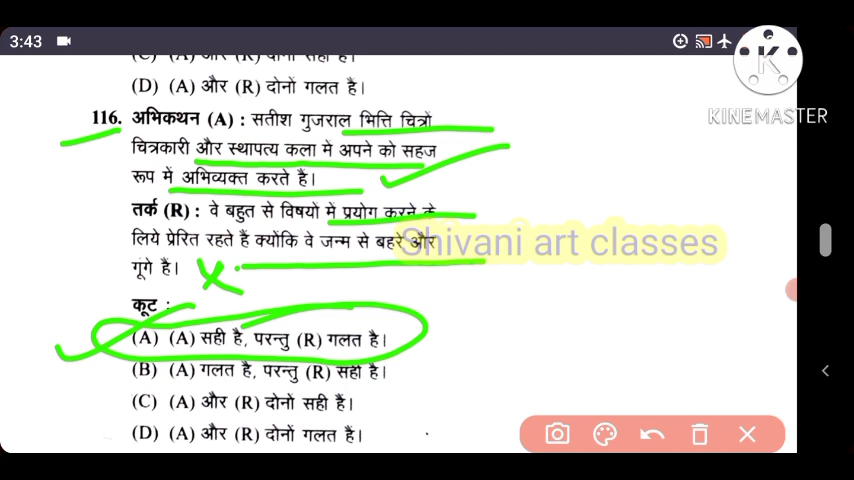 3:43
(C) (A) और (R) दोनों सही है।
(D) (A) और (R) दोनों गलत है।
K
KINEMASTER
116. अभिकथन (A) : सतीश गुजराल भित्ति चित्रों
चित्रकारी और स्थापत्य कला में अपने को सहज
रूप में अभिव्यक्त करते है।
तर्क (R) : वे बहुत से विषयों में प्रयोग करने के
लिये प्रेरित रहते हैं क्योंकि वे जन्म से बहरे और
Shivani art classes
गूंगे है।
कूट :
(A) (A) सही है, परन्तु (R) गलत है।
(B) (A) गलत है, परन्तु (R) सही है।
(C) (A) और (R) दोनों सही हैं।
(D) (A) और (R) दोनों गलत है।